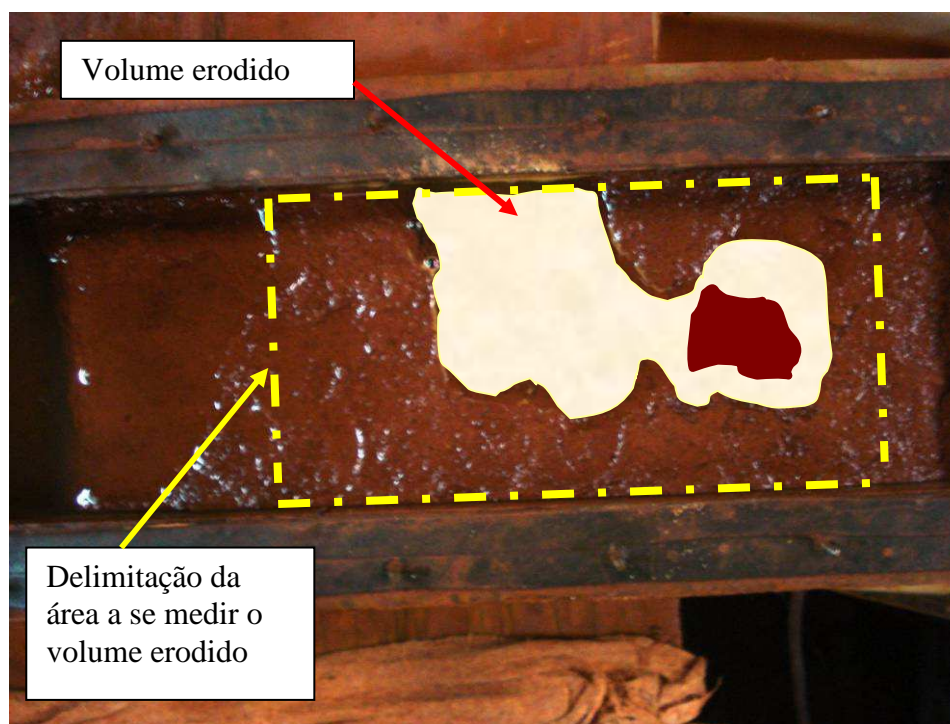 Volume erodido
Delimitação da
área a se medir o
volume erodido